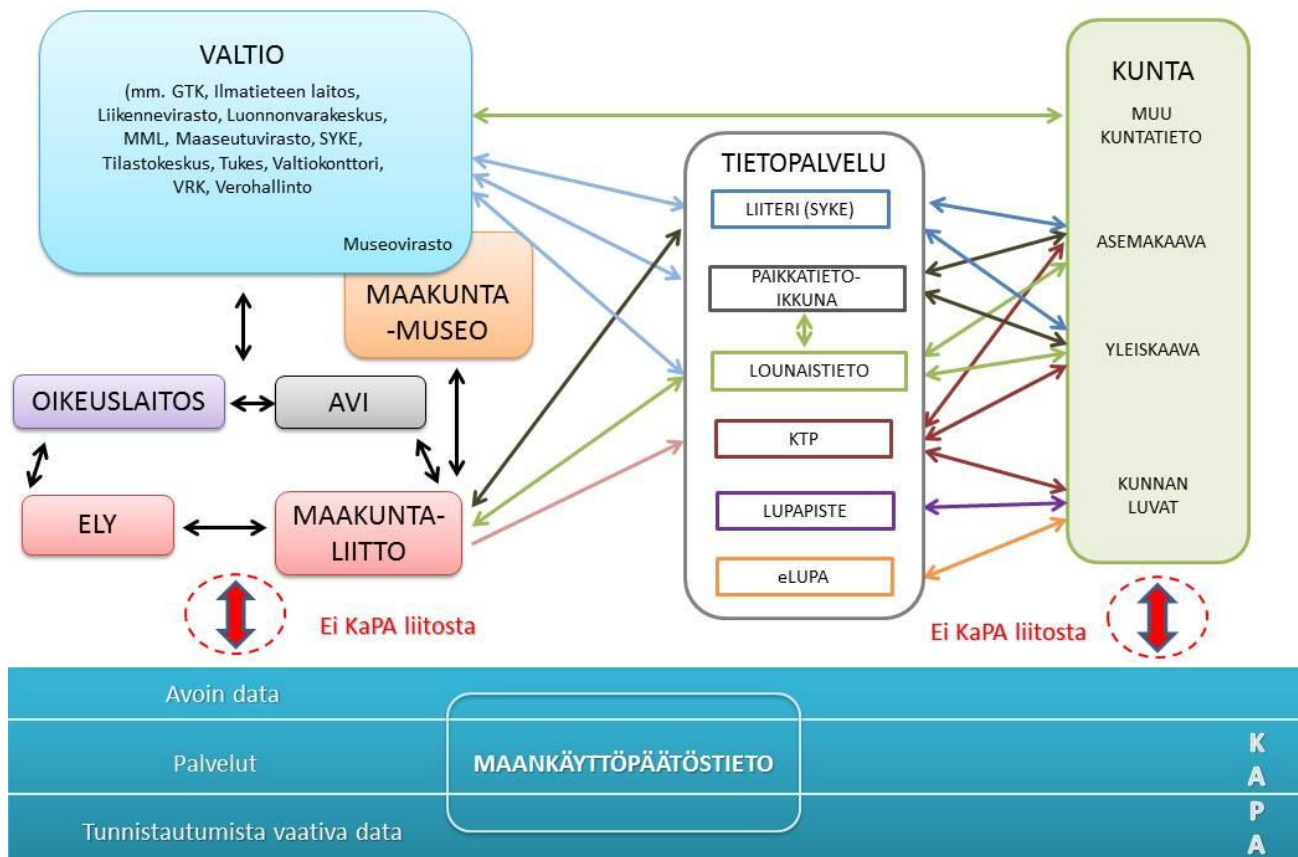 VALTIO
(mm. GTK, Ilmatieteen laitos,
Liikennevirasto, Luonnonvarakeskus,
MML, Maaseutuvirasto, SYKE,
Tilastokeskus, Tukes, Valtiokonttori,
VRK, Verohallinto
Museovirasto
MAAKUNTA
-MUSEO
OIKEUSLAITOS
AVI
ELY
MAAKUNTA-
LIITTO
Ei KaPA liitosta
TIETOPALVELU
LIITERI (SYKE)
PAIKKATIETO-
IKKUNA
LOUNAISTIETO
KTP
LUPAPISTE
eLUPA
KUNTA
MUU
KUNTATIETO
ASEMAKAAVA
YLEISKAAVA
KUNNAN
LUVAT
Ei KaPA liitosta
Avoin data
Palvelut
Tunnistautumista vaativa data
MAANKÄYTTÖPÄÄTÖSTIETO
K
A
P
A